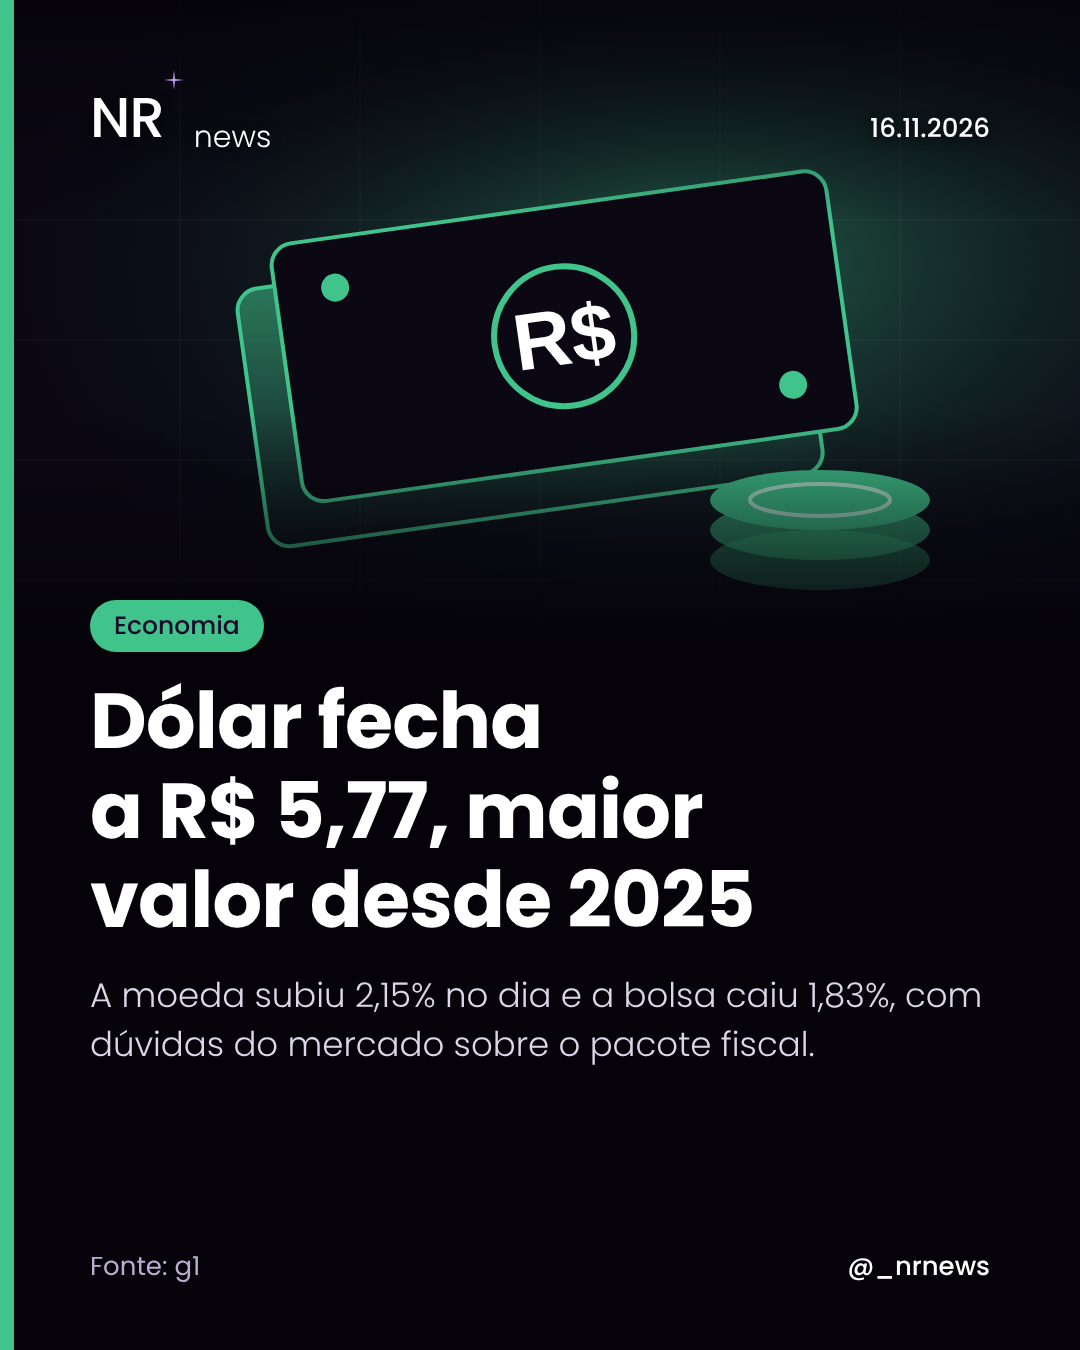 NR
news
16.11.2026
R$
Economia
Dólar fecha
a R$ 5,77, maior
valor desde 2025
A moeda subiu 2,15% no dia e a bolsa caiu 1,83%, com
dúvidas do mercado sobre o pacote fiscal.
Fonte: g1
@_nrnews